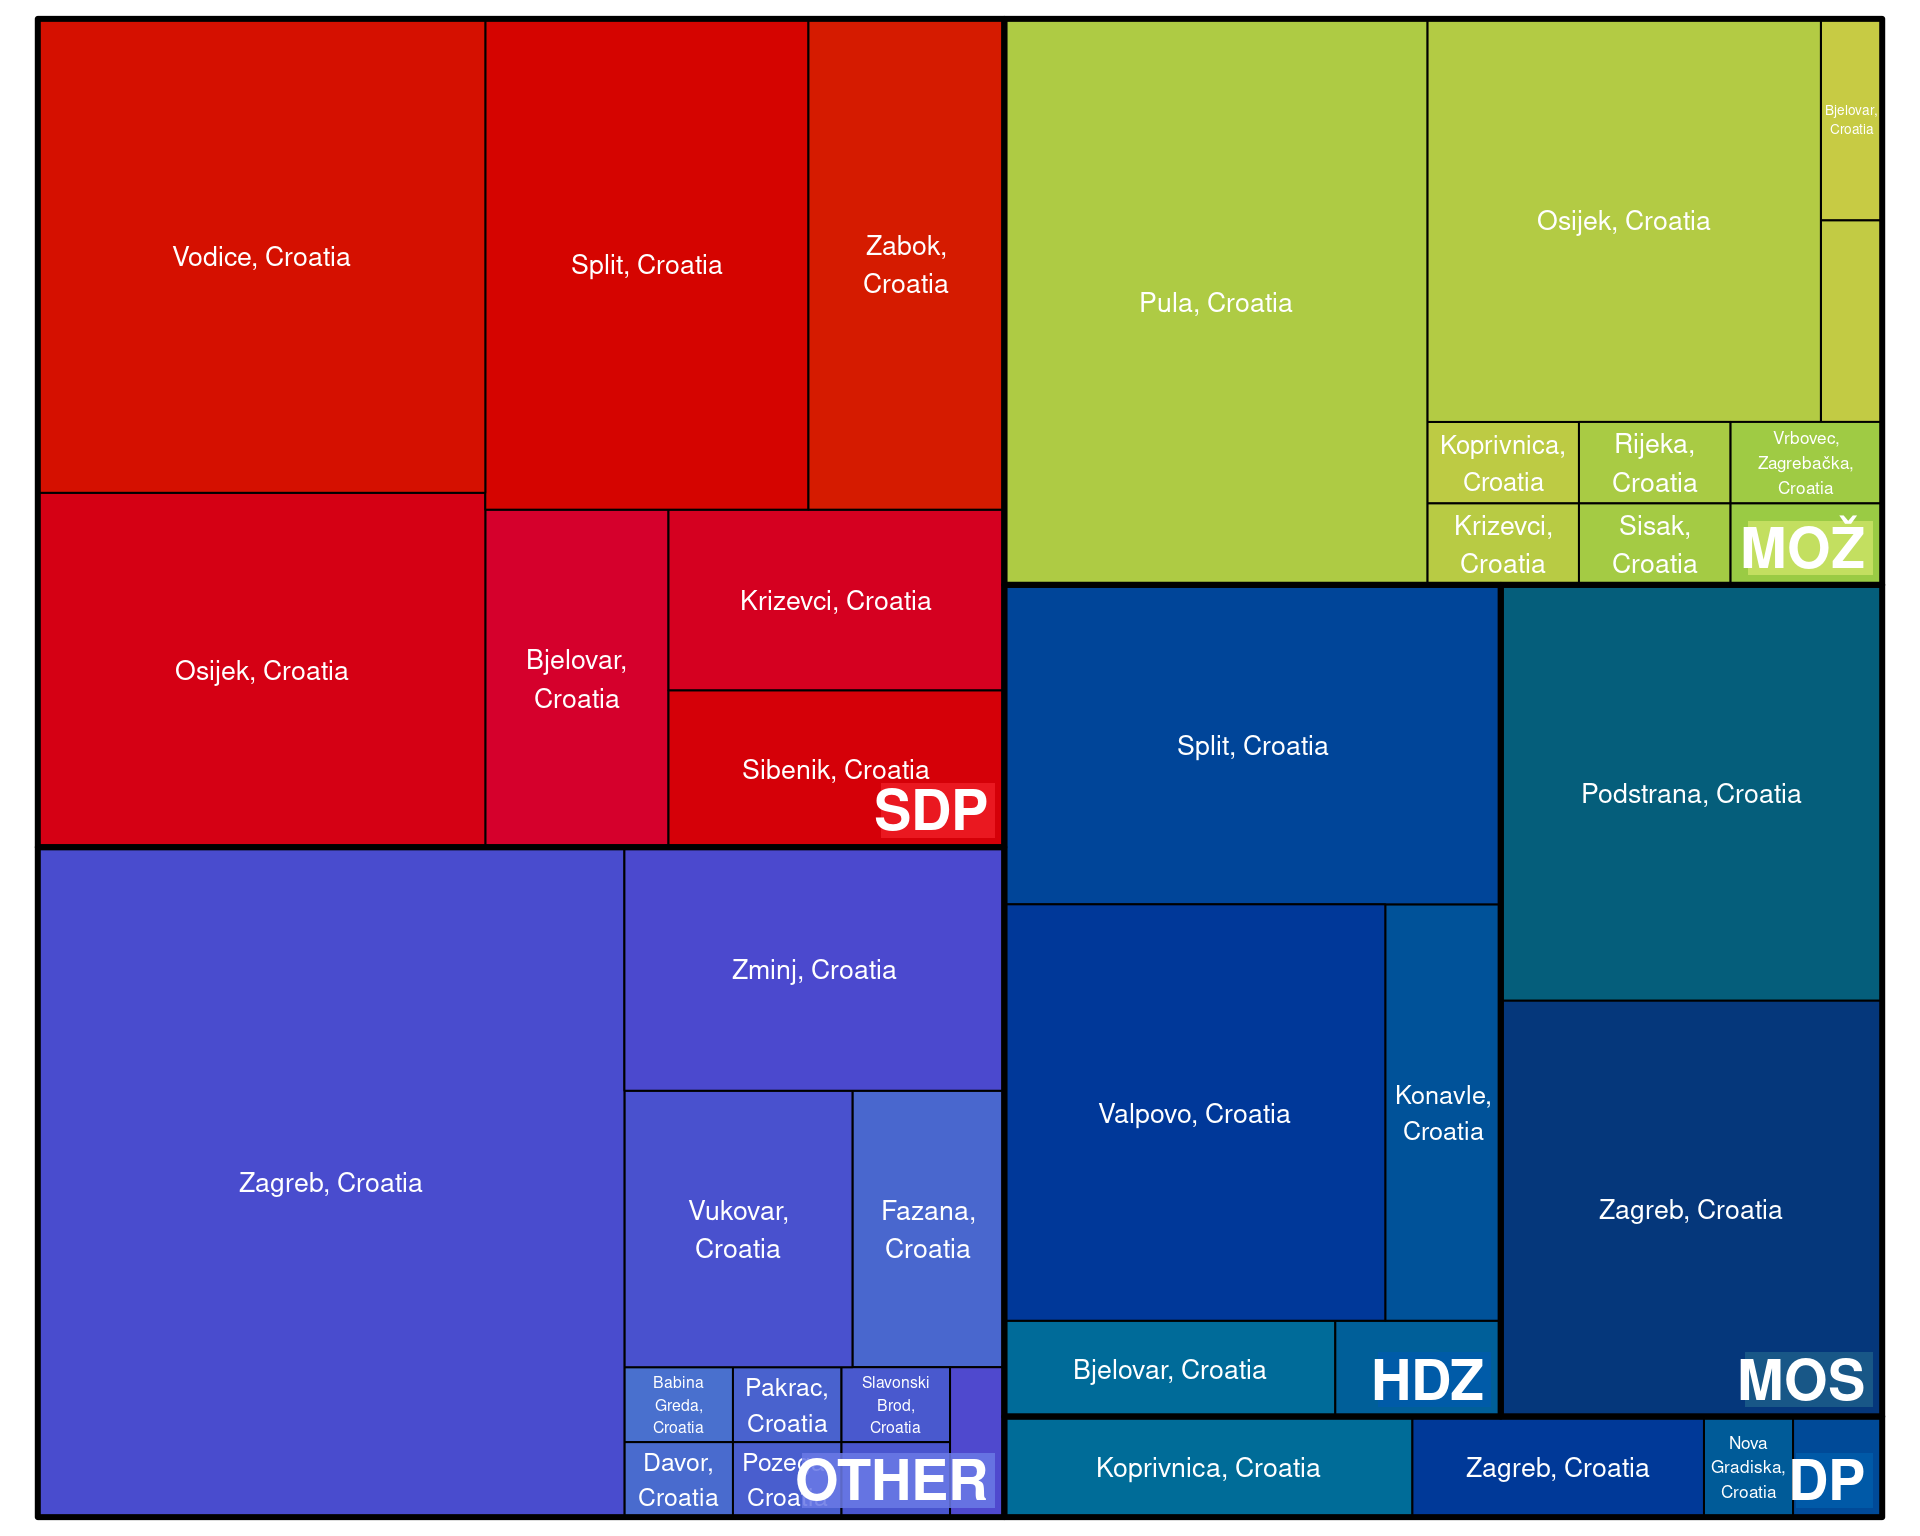 Vodice, Croatia
Split, Croatia
Zabok,
Croatia
Osijek, Croatia
Bjelovar,
Croatia
Krizevci, Croatia
Sibenik, Croatia
SDP
Pula, Croatia
Osijek, Croatia
Bjelovar,
Croatia
Koprivnica,
Croatia
Rijeka,
Croatia
Vrbovec,
Zagrebačka,
Croatia
Krizevci,
Croatia
Sisak,
Croatia
MOŽ
Zagreb, Croatia
Zminj, Croatia
Vukovar,
Croatia
Fazana,
Croatia
Babina
Greda,
Croatia
Pakrac,
Croatia
Slavonski
Brod,
Croatia
Davor,
Croatia
OTHER
Split, Croatia
Valpovo, Croatia
Konavle,
Croatia
Bjelovar, Croatia
HDZ
Podstrana, Croatia
Zagreb, Croatia
MOS
Koprivnica, Croatia
Zagreb, Croatia
Nova
Gradiska,
Croatia
DP